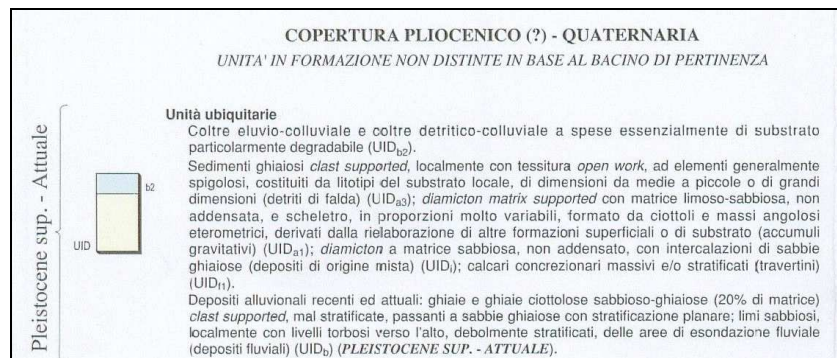 COPERTURA PLIOCENICO (?) - QUATERNARIA
UNITA' IN FORMAZIONE NON DISTINTE IN BASE AL BACINO DI PERTINENZA
Pleistocene sup. - Attuale
b2
UID
Unità ubiquitarie
Coltre eluvio-colluviale e coltre detritico-colluviale a spese essenzialmente di substrato
particolarmente degradabile (UIDb2).
Sedimenti ghiaiosi clast supported, localmente con tessitura open work, ad elementi generalmente
spigolosi, costituiti da litotipi del substrato locale, di dimensioni da medie a piccole o di grandi
dimensioni (detriti di falda) (UIDa3); diamicton matrix supported con matrice limoso-sabbiosa, non
addensata, e scheletro, in proporzioni molto variabili, formato da ciottoli e massi angolosi
eterometrici, derivati dalla rielaborazione di altre formazioni superficiali o di substrato (accumuli
gravitativi) (UIDa1); diamicton a matrice sabbiosa, non addensato, con intercalazioni di sabbie
ghiaiose (depositi di origine mista) (UIDi); calcari concrezionari massivi e/o stratificati (travertini)
(UIDf1).
Depositi alluvionali recenti ed attuali: ghiaie e ghiaie ciottolose sabbioso-ghiaiose (20% di matrice)
clast supported, mal stratificate, passanti a sabbie ghiaiose con stratificazione planare; limi sabbiosi,
localmente con livelli torbosi verso l'alto, debolmente stratificati, delle aree di esondazione fluviale
(depositi fluviali) (UIDb) (PLEISTOCENE SUP. - ATTUALE).